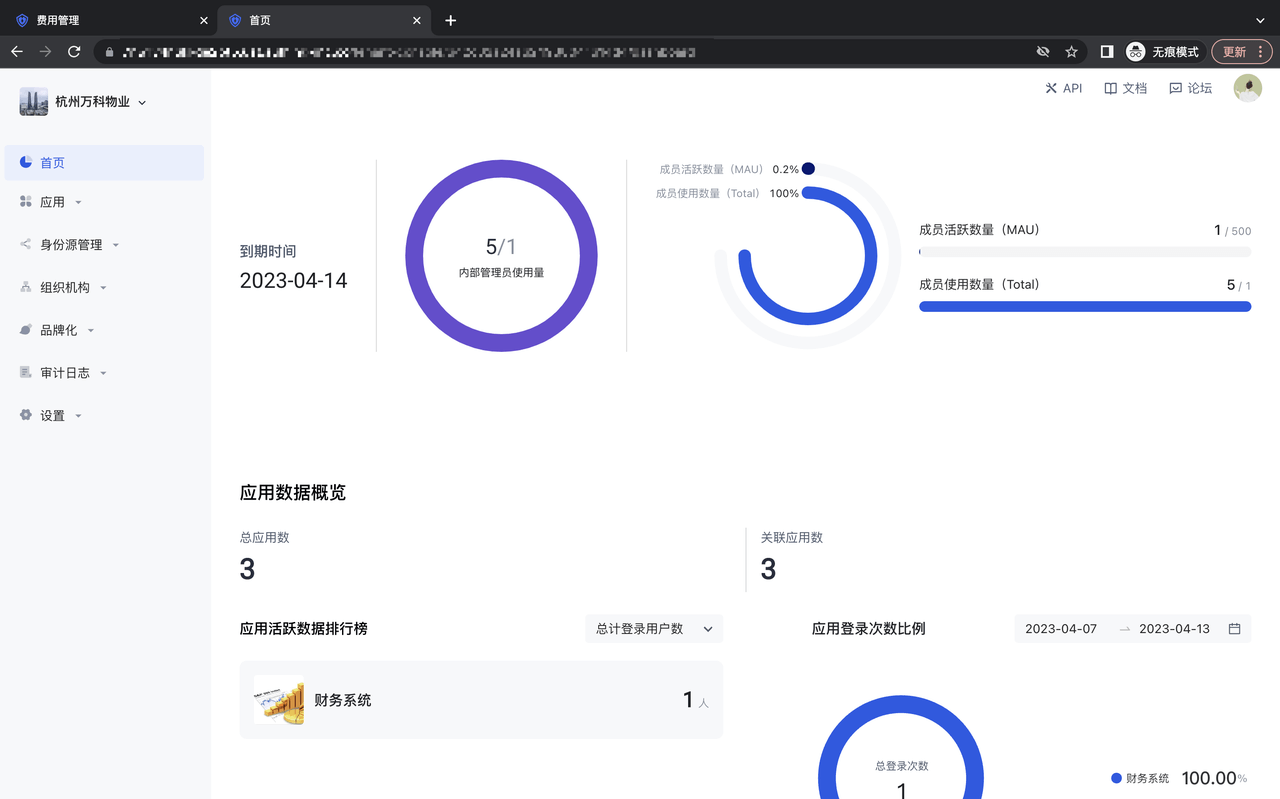 费用管理
首页
无痕模式
更新
杭州万科物业
API
文档
论坛
首页
应用
身份源管理
组织机构
品牌化
审计日志
设置
到期时间
2023-04-14
5/1
内部管理员使用量
成员活跃数量（MAU） 0.2%
成员使用数量（Total） 100%
成员活跃数量（MAU） 1 / 500
成员使用数量（Total） 5 / 1
应用数据概览
总应用数
3
关联应用数
3
应用活跃数据排行榜
总计登录用户数
财务系统
1 人
应用登录次数比例
2023-04-07 → 2023-04-13
总登录次数
1
财务系统 100.00%